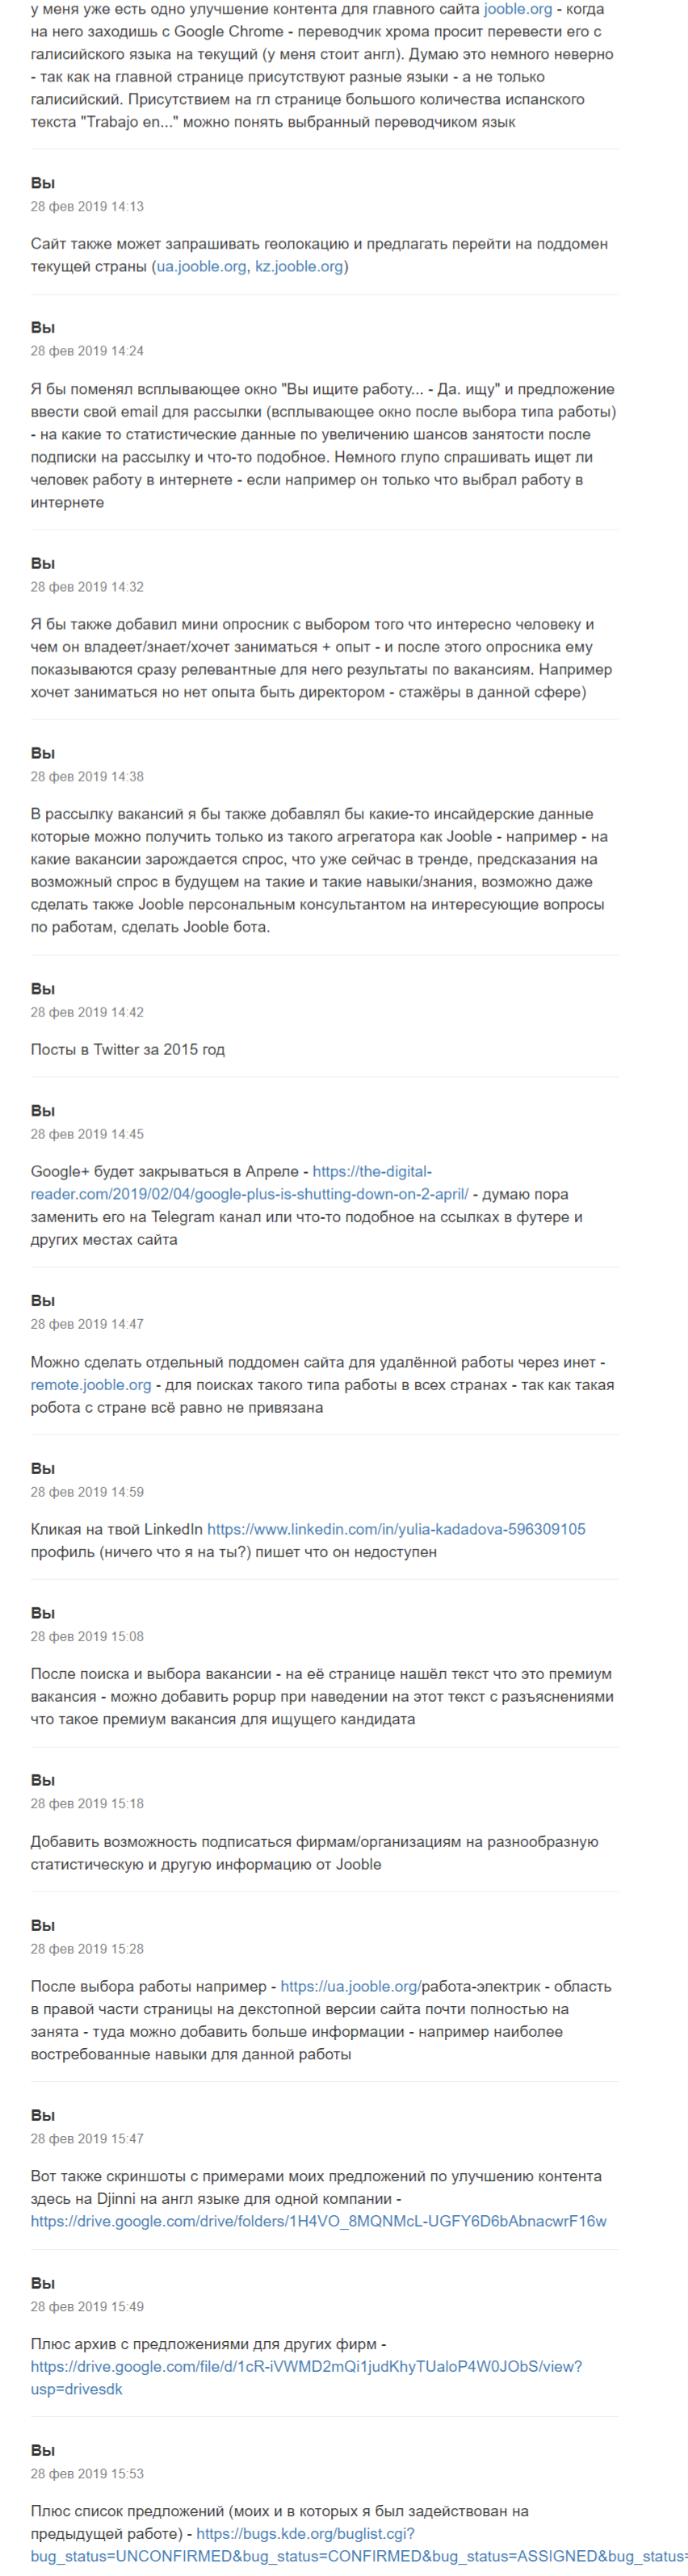 у меня уже есть одно улучшение контента для главного сайта jooble.org - когда
на него заходишь с Google Chrome - переводчик хрома просит перевести его с
галисийского языка на текущий (у меня стоит англ). Думаю это немного неверно
- так как на главной странице присутствуют разные языки - а не только
галисийский. Присутствием на гл странице большого количества испанского
текста "Trabajo en..." можно понять выбранный переводчиком язык
Вы
28 фев 2019 14:13
Сайт также может запрашивать геолокацию и предлагать перейти на поддомен
текущей страны (ua.jooble.org, kz.jooble.org)
Вы
28 фев 2019 14:24
Я бы поменял всплывающее окно "Вы ищите работу... - Да. ищу" и предложение
ввести свой email для рассылки (всплывающее окно после выбора типа работы)
- на какие то статистические данные по увеличению шансов занятости после
подписки на рассылку и что-то подобное. Немного глупо спрашивать ищет ли
человек работу в интернете - если например он только что выбрал работу в
интернете
Вы
28 фев 2019 14:32
Я бы также добавил мини опросник с выбором того что интересно человеку и
чем он владеет/знает/хочет заниматься + опыт - и после этого опросника ему
показываются сразу релевантные для него результаты по вакансиям. Например
хочет заниматься но нет опыта быть директором - стажёры в данной сфере)
Вы
28 фев 2019 14:38
В рассылку вакансий я бы также добавлял бы какие-то инсайдерские данные
которые можно получить только из такого агрегатора как Jooble - например - на
какие вакансии зарождается спрос, что уже сейчас в тренде, предсказания на
возможный спрос в будущем на такие и такие навыки/знания, возможно даже
сделать также Jooble персональным консультантом на интересующие вопросы
по работам, сделать Jooble бота.
Вы
28 фев 2019 14:42
Посты в Twitter за 2015 год
Вы
28 фев 2019 14:45
Google+ будет закрываться в Апреле - https://the-digital-
reader.com/2019/02/04/google-plus-is-shutting-down-on-2-april/ - думаю пора
заменить его на Telegram канал или что-то подобное на ссылках в футере и
других местах сайта
Вы
28 фев 2019 14:47
Можно сделать отдельный поддомен сайта для удалённой работы через инет -
remote.jooble.org - для поисках такого типа работы в всех странах - так как такая
робота с стране всё равно не привязана
Вы
28 фев 2019 14:59
Кликая на твой LinkedIn https://www.linkedin.com/in/yulia-kadadova-596309105
профиль (ничего что я на ты?) пишет что он недоступен
Вы
28 фев 2019 15:08
После поиска и выбора вакансии - на её странице нашёл текст что это премиум
вакансия - можно добавить popup при наведении на этот текст с разъяснениями
что такое премиум вакансия для ищущего кандидата
Вы
28 фев 2019 15:18
Добавить возможность подписаться фирмам/организациям на разнообразную
статистическую и другую информацию от Jooble
Вы
28 фев 2019 15:28
После выбора работы например - https://ua.jooble.org/работа-электрик - область
в правой части страницы на декстопной версии сайта почти полностью на
занята - туда можно добавить больше информации - например наиболее
востребованные навыки для данной работы
Вы
28 фев 2019 15:47
Вот также скриншоты с примерами моих предложений по улучшению контента
здесь на Djinni на англ языке для одной компании -
https://drive.google.com/drive/folders/1H4VO_8MQNMcL-UGFY6D6bAbnacwrF16w
Вы
28 фев 2019 15:49
Плюс архив с предложениями для других фирм -
https://drive.google.com/file/d/1cR-iVWMD2mQi1judKhyTUaloP4W0JObS/view?
usp=drivesdk
Вы
28 фев 2019 15:53
Плюс список предложений (моих и в которых я был задействован на
предыдущей работе) - https://bugs.kde.org/buglist.cgi?
bug_status=UNCONFIRMED&bug_status=CONFIRMED&bug_status=ASSIGNED&bug_status=